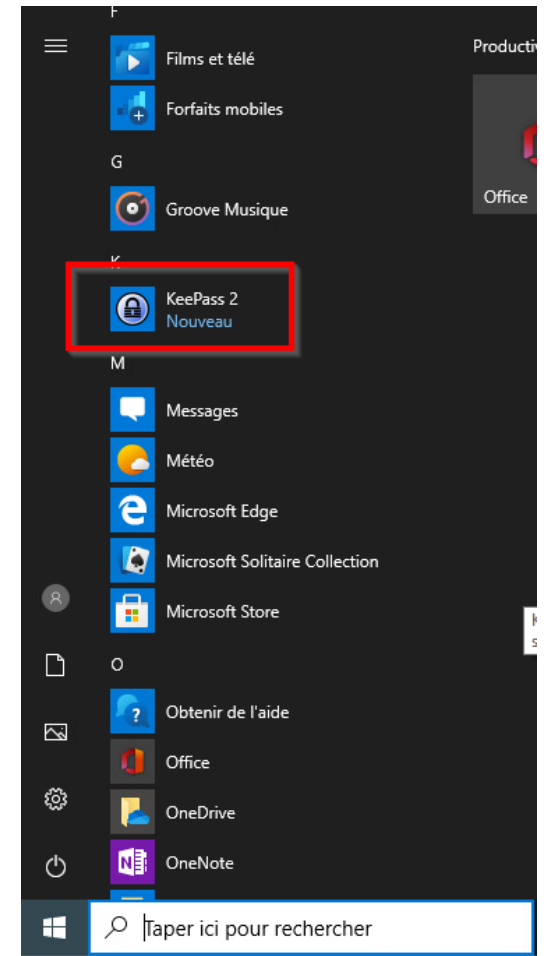 F
Films et télé
Productiv
Forfaits mobiles
G
Groove Musique
Office
K
KeePass 2
Nouveau
M
Messages
Météo
Microsoft Edge
Microsoft Solitaire Collection
Microsoft Store
O
Obtenir de l'aide
Office
OneDrive
OneNote
Taper ici pour rechercher